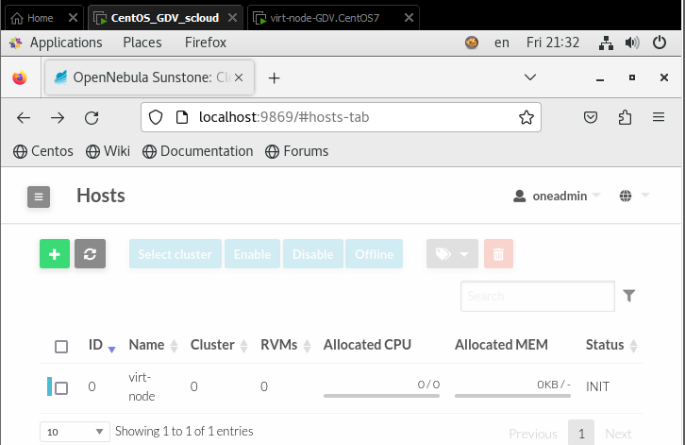 Home CentOS_GDV_scloud virt-node-GDV.CentOS7
Applications Places Firefox en Fri 21:32
OpenNebula Sunstone: Cl
localhost:9869/#hosts-tab
Centos Wiki Documentation Forums
Hosts oneadmin
Select cluster Enable Disable Offline
Search
ID Name Cluster RVMs Allocated CPU Allocated MEM Status
0 virt-node 0 0 0 / 0 0KB / - INIT
10 Showing 1 to 1 of 1 entries Previous 1 Next